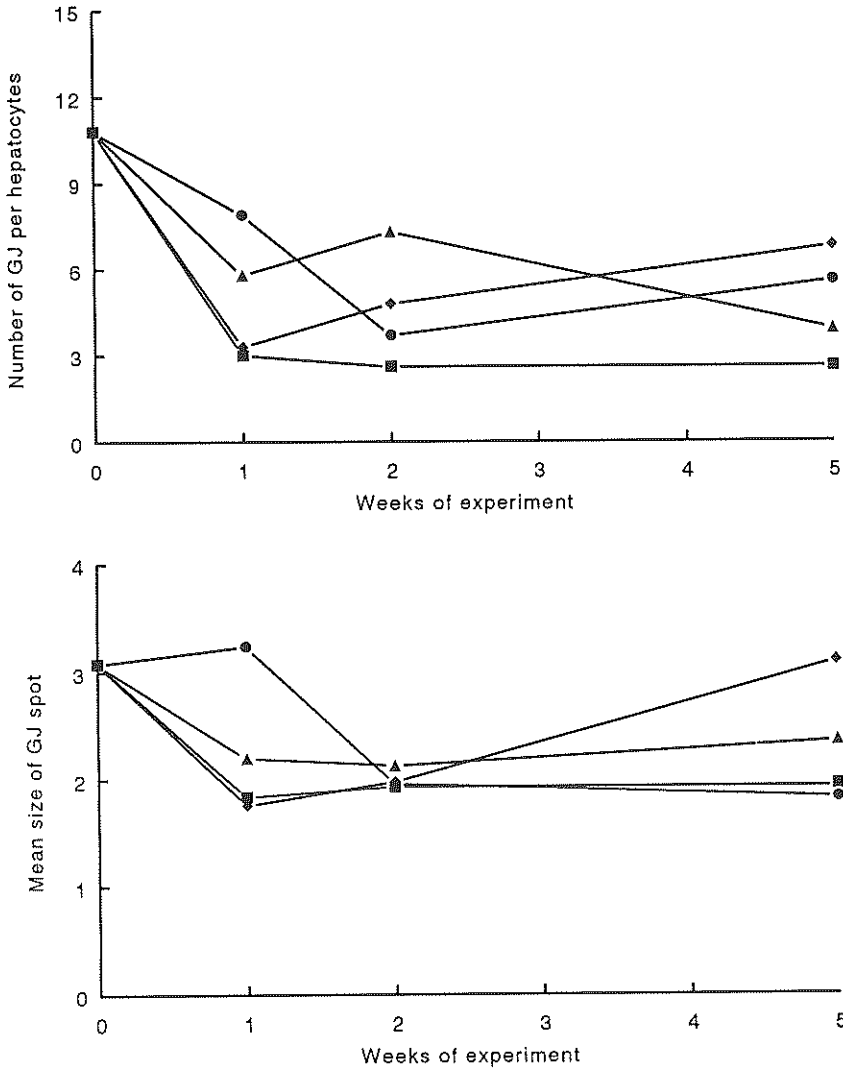 Number of GJ per hepatocytes
15
12
9
6
3
0
0 1 2 3 4 5
Weeks of experiment
Mean size of GJ spot
4
3
2
1
0
0 1 2 3 4 5
Weeks of experiment